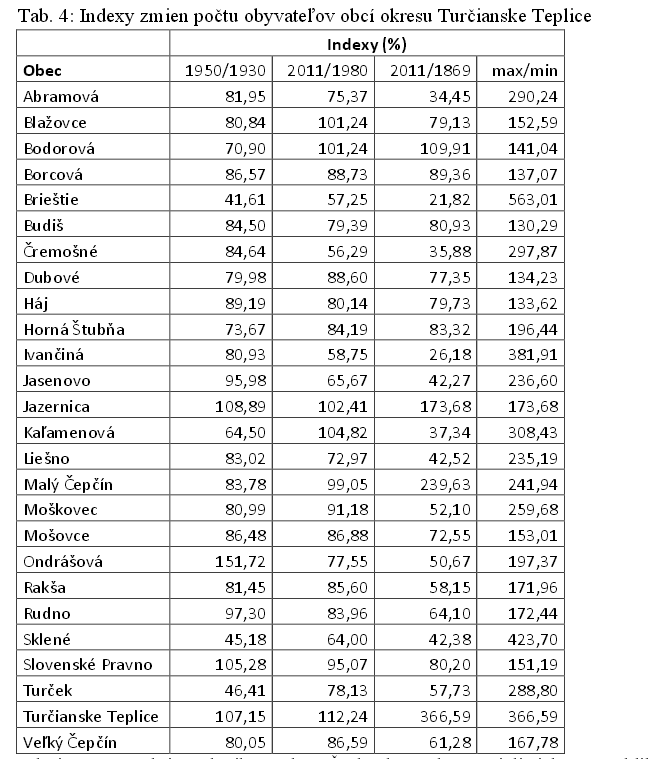 Tab. 4: Indexy zmien počtu obyvateľov obcí okresu Turčianske Teplice
Indexy (%)
Obec 1950/1930 2011/1980 2011/1869 max/min
Abramová 81,95 75,37 34,45 290,24
Blažovce 80,84 101,24 79,13 152,59
Bodorová 70,90 101,24 109,91 141,04
Borcová 86,57 88,73 89,36 137,07
Brieštie 41,61 57,25 21,82 563,01
Budiš 84,50 79,39 80,93 130,29
Čremošné 84,64 56,29 35,88 297,87
Dubové 79,98 88,60 77,35 134,23
Háj 89,19 80,14 79,73 133,62
Horná Štubňa 73,67 84,19 83,32 196,44
Ivančiná 80,93 58,75 26,18 381,91
Jasenovo 95,98 65,67 42,27 236,60
Jazernica 108,89 102,41 173,68 173,68
Kaľamenová 64,50 104,82 37,34 308,43
Liešno 83,02 72,97 42,52 235,19
Malý Čepčín 83,78 99,05 239,63 241,94
Moškovec 80,99 91,18 52,10 259,68
Mošovce 86,48 86,88 72,55 153,01
Ondrášová 151,72 77,55 50,67 197,37
Rakša 81,45 85,60 58,15 171,96
Rudno 97,30 83,96 64,10 172,44
Sklené 45,18 64,00 42,38 423,70
Slovenské Pravno 105,28 95,07 80,20 151,19
Turček 46,41 78,13 57,73 288,80
Turčianske Teplice 107,15 112,24 366,59 366,59
Veľký Čepčín 80,05 86,59 61,28 167,78